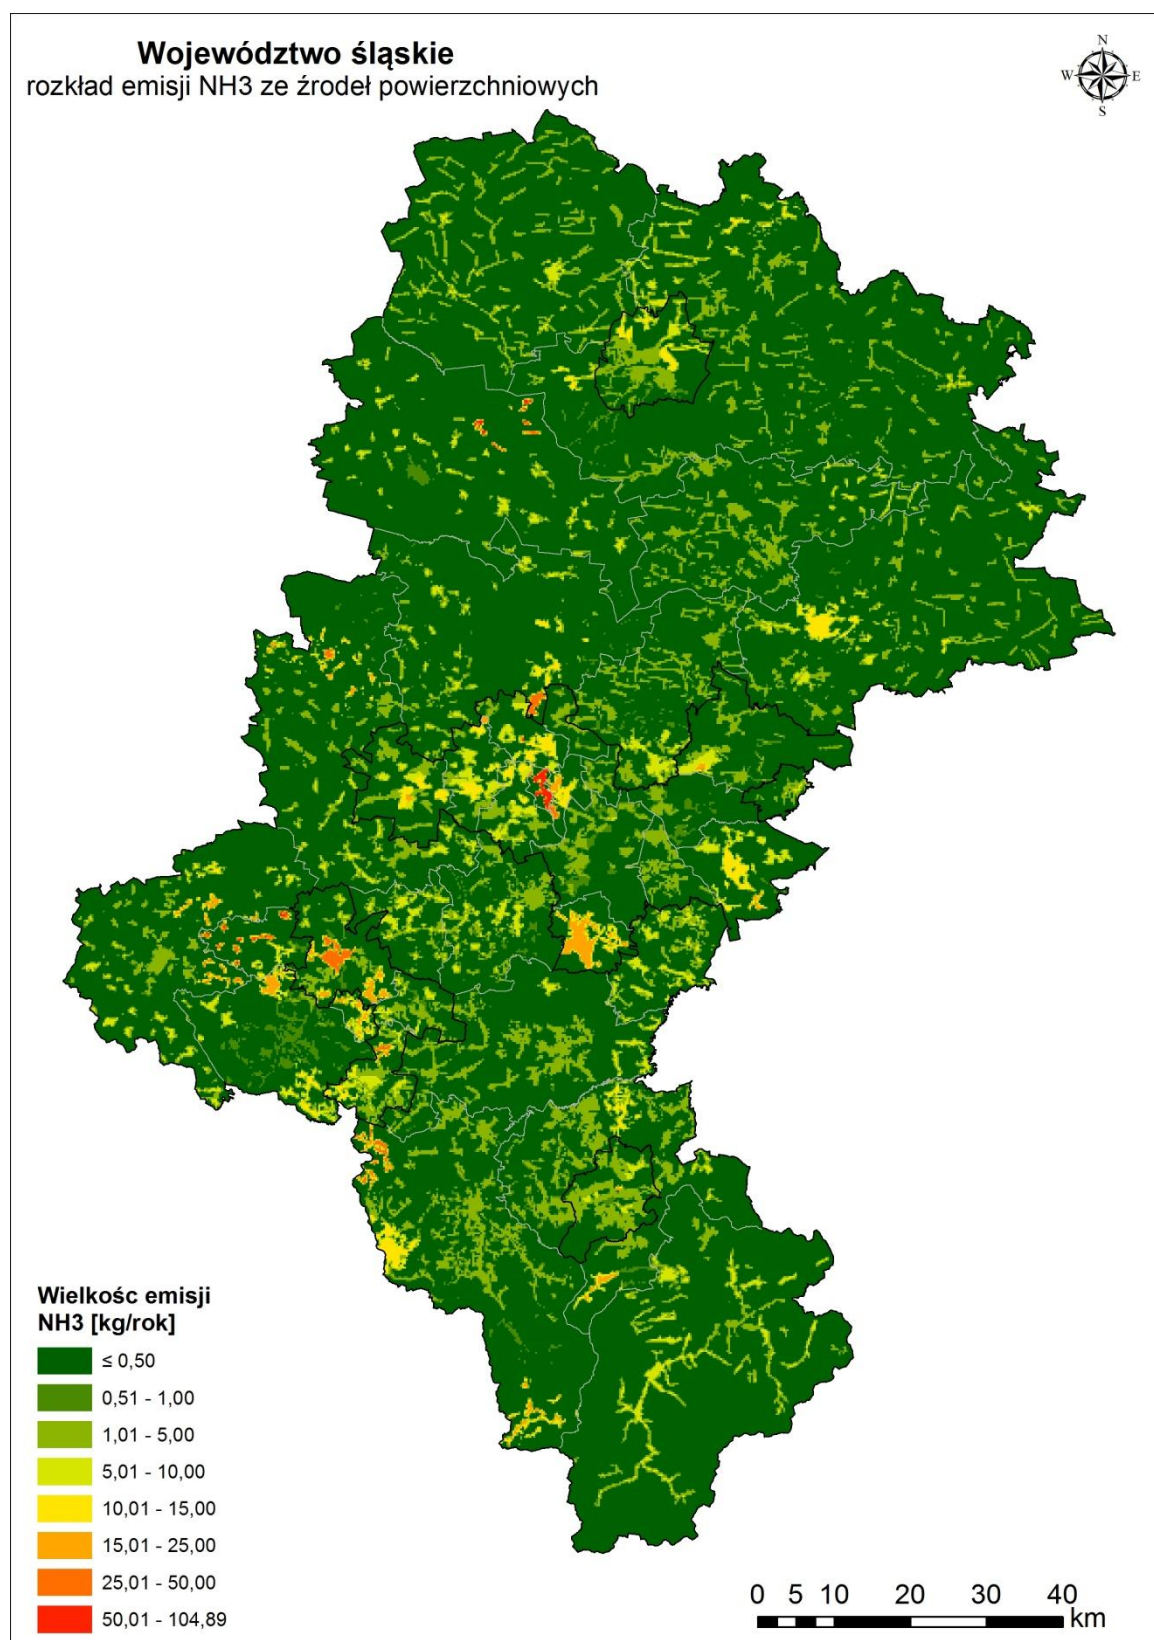 Województwo śląskie
rozkład emisji NH3 ze źrodeł powierzchniowych
N
W E
S
Wielkośc emisji
NH3 [kg/rok]
≤ 0,50
0,51 - 1,00
1,01 - 5,00
5,01 - 10,00
10,01 - 15,00
15,01 - 25,00
25,01 - 50,00
50,01 - 104,89
0 5 10 20 30 40
km